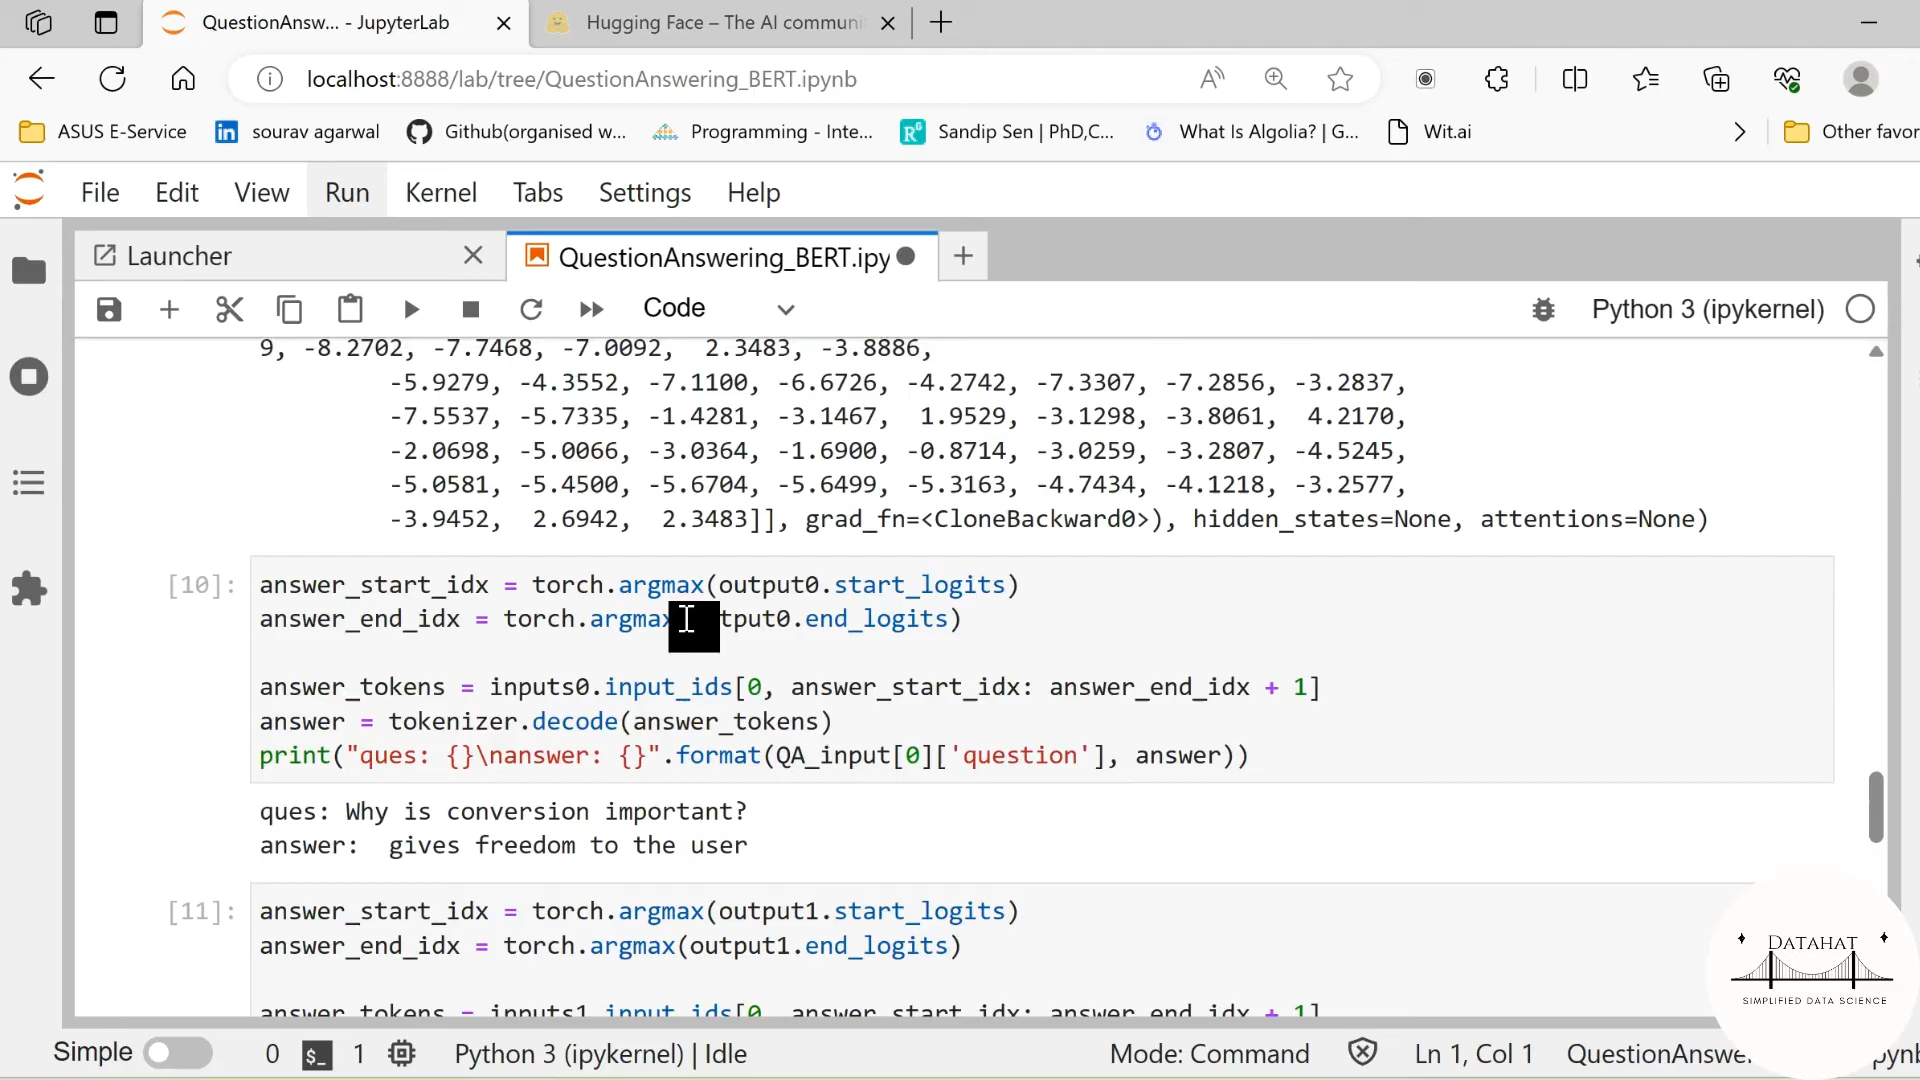 QuestionAnsw... - JupyterLab
Hugging Face – The AI commun
localhost:8888/lab/tree/QuestionAnswering_BERT.ipynb
ASUS E-Service
sourav agarwal
Github(organised w...
Programming - Inte...
Sandip Sen | PhD,C...
What Is Algolia? | G...
Wit.ai
Other favor
File Edit View Run Kernel Tabs Settings Help
Launcher
QuestionAnswering_BERT.ipy
Code
Python 3 (ipykernel)
9, -8.2702, -7.7468, -7.0092,  2.3483, -3.8886,
-5.9279, -4.3552, -7.1100, -6.6726, -4.2742, -7.3307, -7.2856, -3.2837,
-7.5537, -5.7335, -1.4281, -3.1467,  1.9529, -3.1298, -3.8061,  4.2170,
-2.0698, -5.0066, -3.0364, -1.6900, -0.8714, -3.0259, -3.2807, -4.5245,
-5.0581, -5.4500, -5.6704, -5.6499, -5.3163, -4.7434, -4.1218, -3.2577,
-3.9452,  2.6942,  2.3483]], grad_fn=<CloneBackward0>), hidden_states=None, attentions=None)
[10]: answer_start_idx = torch.argmax(output0.start_logits)
answer_end_idx = torch.argmax tput0.end_logits)
answer_tokens = inputs0.input_ids[0, answer_start_idx: answer_end_idx + 1]
answer = tokenizer.decode(answer_tokens)
print("ques: {}\nanswer: {}".format(QA_input[0]['question'], answer))
ques: Why is conversion important?
answer:  gives freedom to the user
[11]: answer_start_idx = torch.argmax(output1.start_logits)
answer_end_idx = torch.argmax(output1.end_logits)
answer_tokens = inputs1.input_ids[0, answer_start_idx: answer_end_idx + 1]
DATAHAT
SIMPLIFIED DATA SCIENCE
Simple 0 1 Python 3 (ipykernel) | Idle Mode: Command Ln 1, Col 1 QuestionAnswe